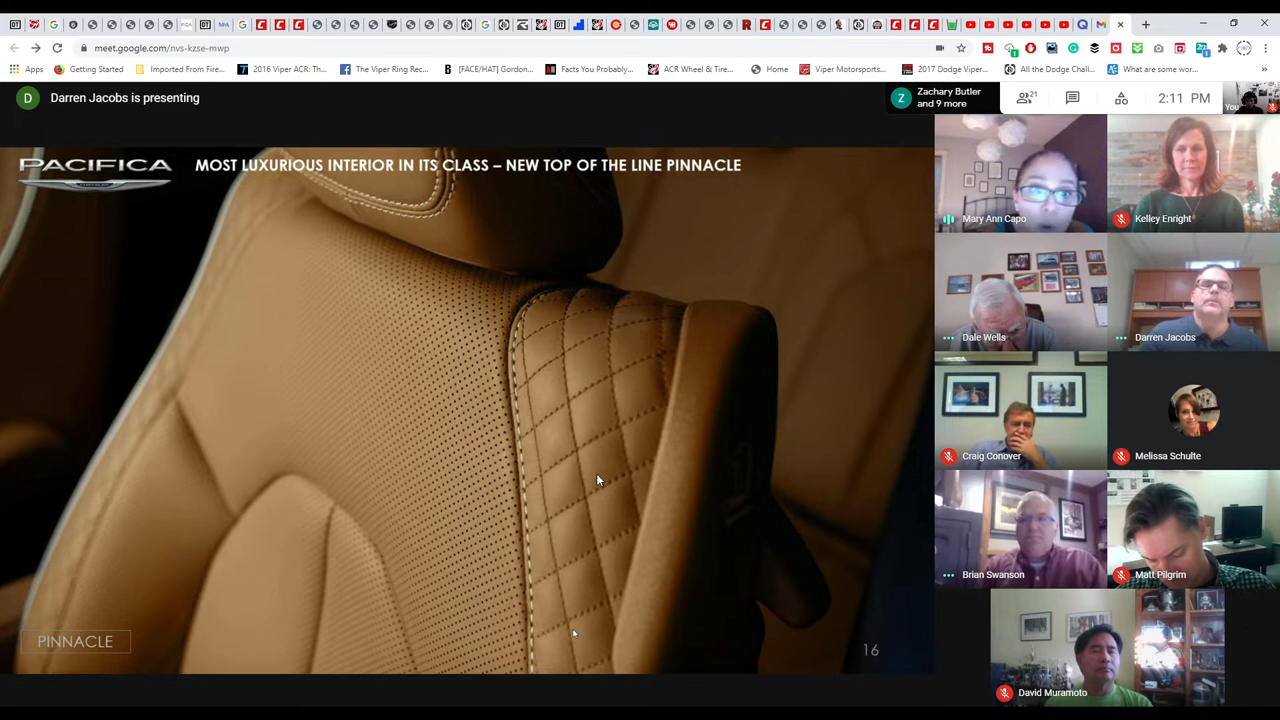 meet.google.com/nvs-kzse-mwp
Apps
Getting Started
Imported From Fire...
2016 Viper ACR: Th...
The Viper Ring Rec...
[FACE/HAT] Gordon...
Facts You Probably...
ACR Wheel & Tire...
Home
Viper Motorsports...
2017 Dodge Viper...
All the Dodge Chall...
What are some wor...
D
Darren Jacobs is presenting
Z
Zachary Butler
and 9 more
21
2:11 PM
You
PACIFICA
CHRYSLER
MOST LUXURIOUS INTERIOR IN ITS CLASS – NEW TOP OF THE LINE PINNACLE
PINNACLE
16
Mary Ann Capo
Kelley Enright
Dale Wells
Darren Jacobs
Craig Conover
Melissa Schulte
Brian Swanson
Matt Pilgrim
David Muramoto